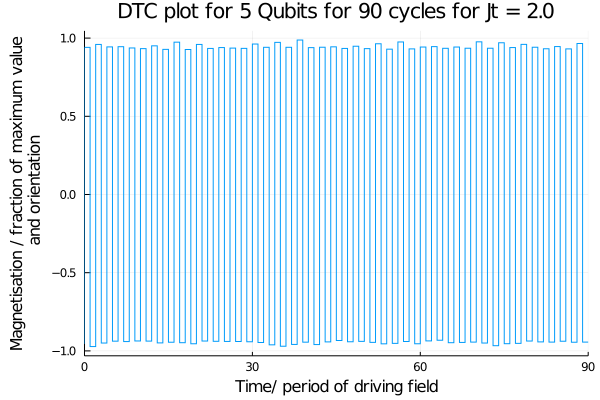 DTC plot for 5 Qubits for 90 cycles for Jt = 2.0
Magnetisation / fraction of maximum value
and orientation
1.0
0.5
0.0
−0.5
−1.0
0
30
60
90
Time/ period of driving field